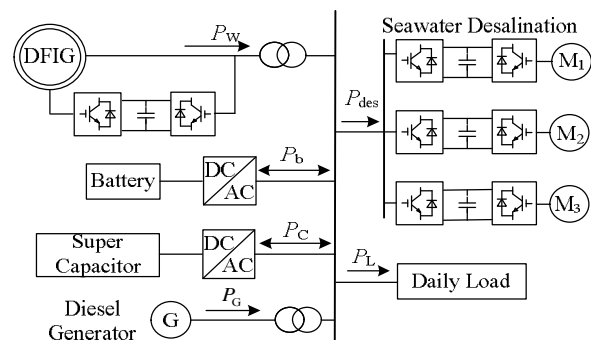 Seawater Desalination
DFIG
P_W
M_1
P_des
M_2
Battery
DC
AC
P_b
M_3
Super
Capacitor
DC
AC
P_C
P_L
Daily Load
Diesel
Generator
G
P_G